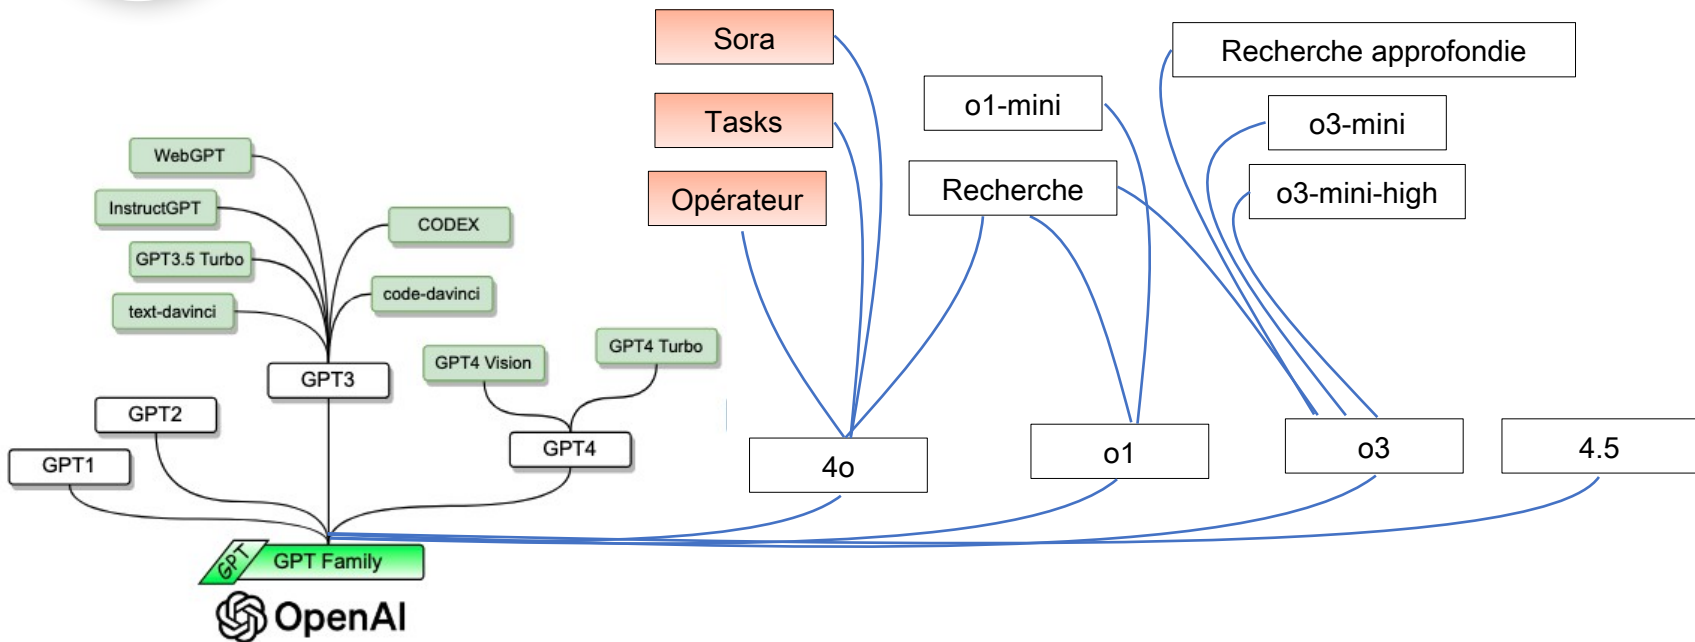 Sora
Recherche approfondie
Tasks
o1-mini
o3-mini
WebGPT
Opérateur
Recherche
o3-mini-high
InstructGPT
CODEX
GPT3.5 Turbo
code-davinci
text-davinci
GPT4 Vision
GPT4 Turbo
GPT3
GPT2
GPT4
GPT1
4o
o1
o3
4.5
GPT
GPT Family
OpenAI